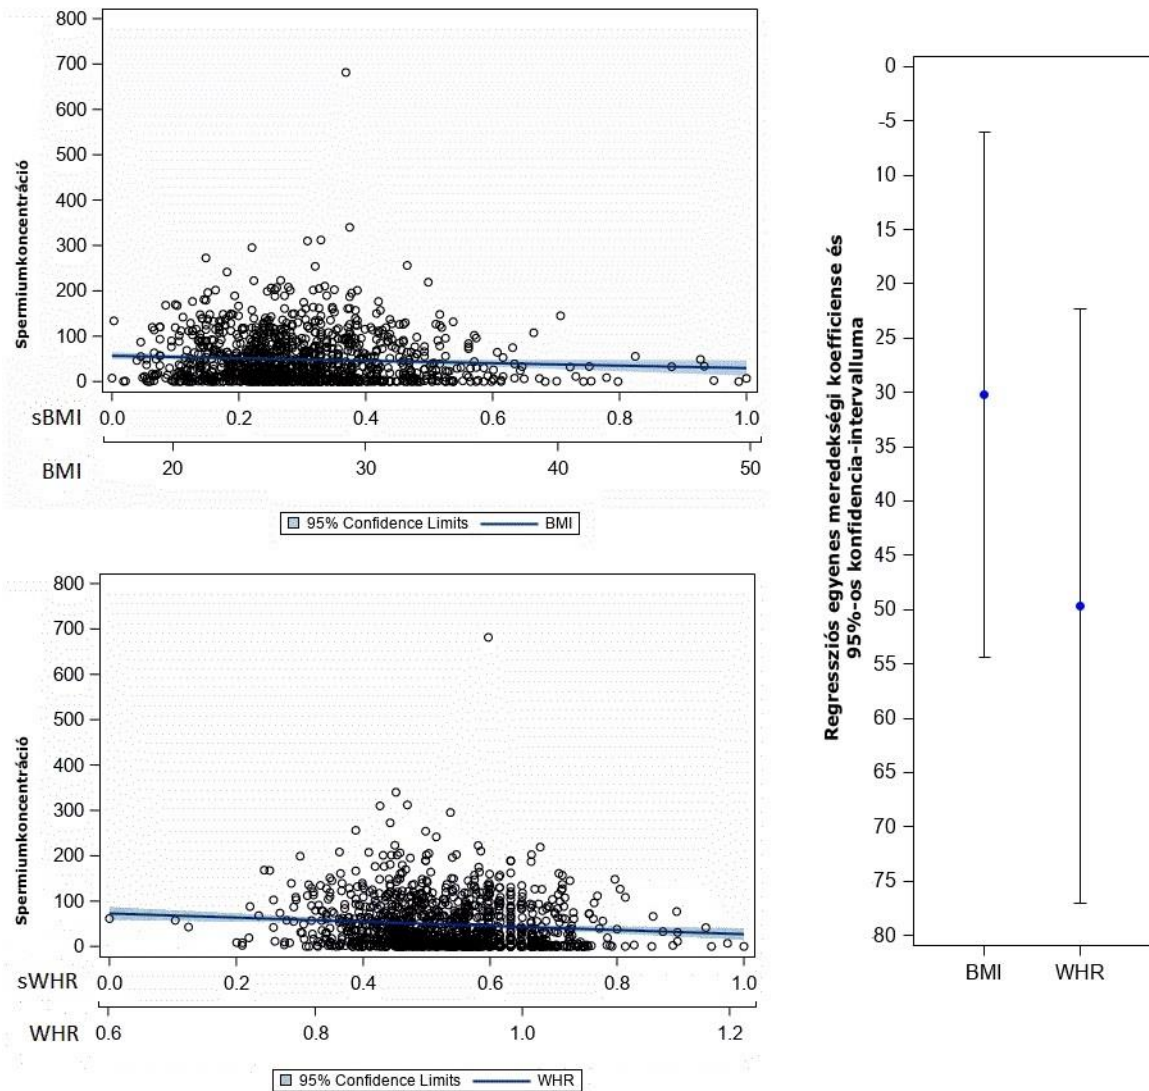 800
700
600
500
400
300
200
100
0
Spermiumkoncentráció
0.0 0.2 0.4 0.6 0.8 1.0
sBMI
20 30 40 50
BMI
95% Confidence Limits BMI
800
700
600
500
400
300
200
100
0
Spermiumkoncentráció
0.0 0.2 0.4 0.6 0.8 1.0
sWHR
0.6 0.8 1.0 1.2
WHR
95% Confidence Limits WHR
Regressziós egyenes meredekségi koefficiense és
95%-os konfidencia-intervalluma
0
-5
10
15
20
25
30
35
40
45
50
55
60
65
70
75
80
BMI WHR